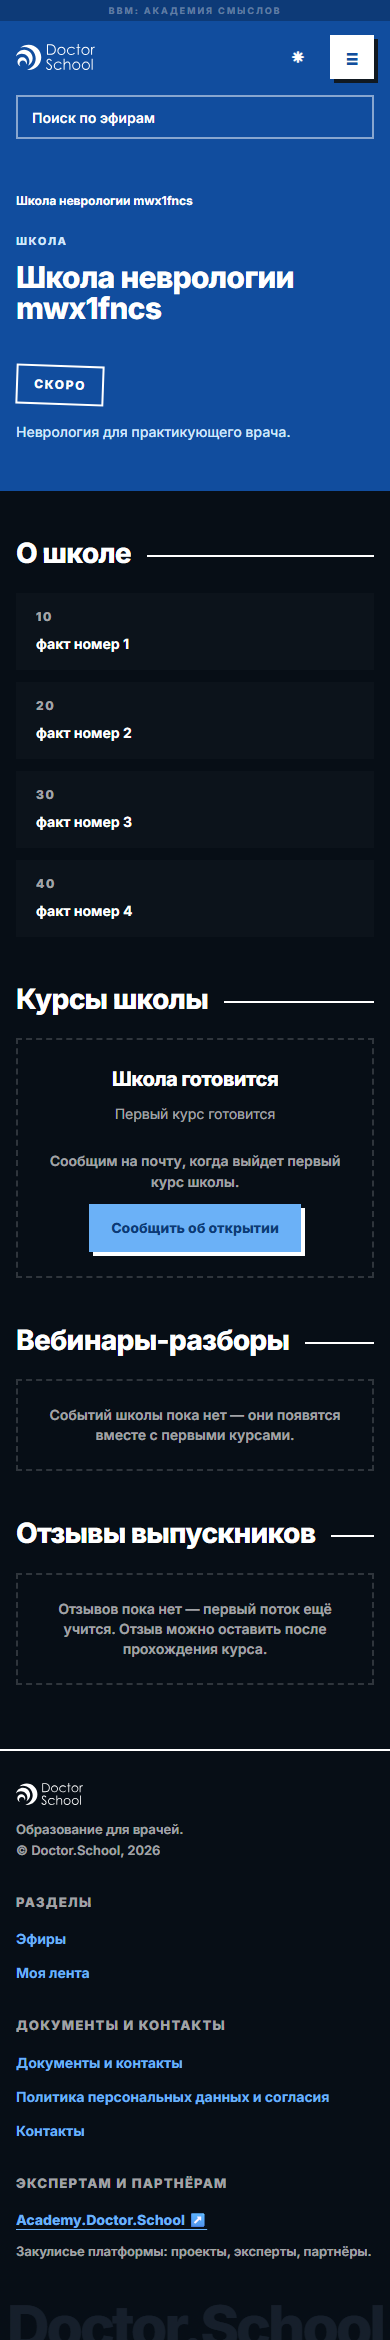 ВВМ: АКАДЕМИЯ СМЫСЛОВ
Doctor
School
Поиск по эфирам
Школа неврологии mwx1fncs
ШКОЛА
Школа неврологии
mwx1fncs
СКОРО
Неврология для практикующего врача.
О школе
10
факт номер 1
20
факт номер 2
30
факт номер 3
40
факт номер 4
Курсы школы
Школа готовится
Первый курс готовится
Сообщим на почту, когда выйдет первый
курс школы.
Сообщить об открытии
Вебинары-разборы
Событий школы пока нет — они появятся
вместе с первыми курсами.
Отзывы выпускников
Отзывов пока нет — первый поток ещё
учится. Отзыв можно оставить после
прохождения курса.
Doctor
School
Образование для врачей.
© Doctor.School, 2026
РАЗДЕЛЫ
Эфиры
Моя лента
ДОКУМЕНТЫ И КОНТАКТЫ
Документы и контакты
Политика персональных данных и согласия
Контакты
ЭКСПЕРТАМ И ПАРТНЁРАМ
Academy.Doctor.School ↗
Закулисье платформы: проекты, эксперты, партнёры.
Doctor.School